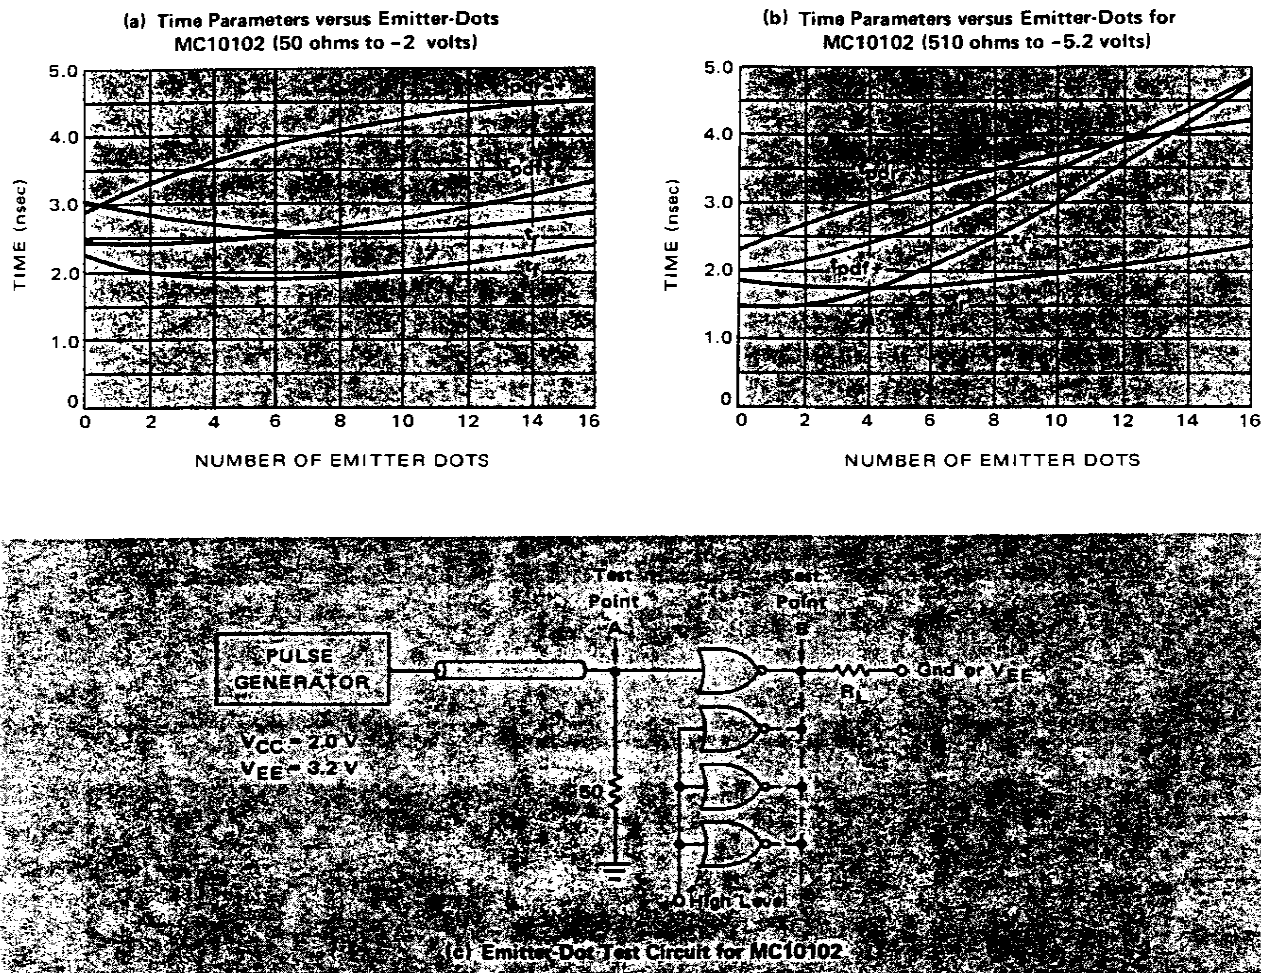 (a) Time Parameters versus Emitter-Dots
MC10102 (50 ohms to −2 volts)
5.0
4.0
3.0
2.0
1.0
0
TIME (nsec)
0 2 4 6 8 10 12 14 16
NUMBER OF EMITTER DOTS
(b) Time Parameters versus Emitter-Dots for
MC10102 (510 ohms to −5.2 volts)
5.0
4.0
3.0
2.0
1.0
0
TIME (nsec)
0 2 4 6 8 10 12 14 16
NUMBER OF EMITTER DOTS
Test
Point
A
Test
Point
B
PULSE
GENERATOR
VCC = 2.0 V
VEE = 3.2 V
50
RL
Gnd or VEE
High Level
(c) Emitter-Dot Test Circuit for MC10102